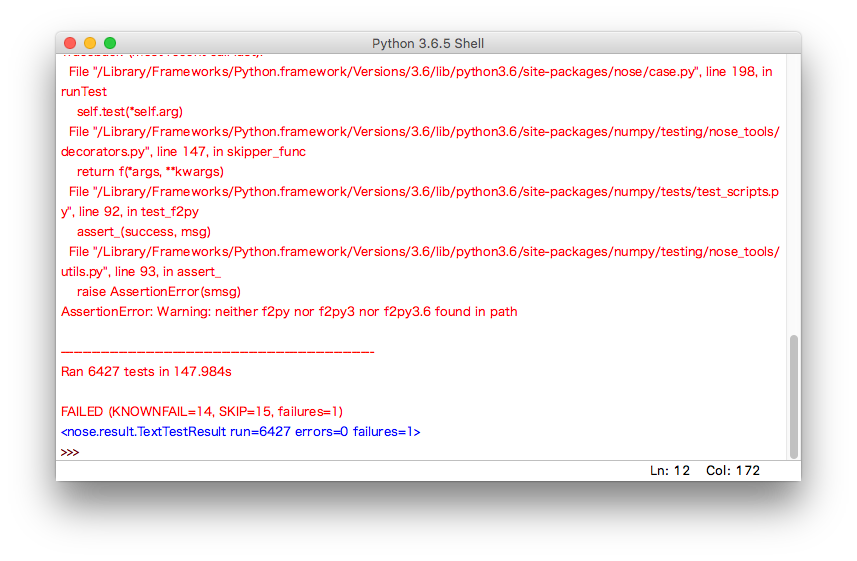 Python 3.6.5 Shell
File "/Library/Frameworks/Python.framework/Versions/3.6/lib/python3.6/site-packages/nose/case.py", line 198, in
runTest
self.test(*self.arg)
File "/Library/Frameworks/Python.framework/Versions/3.6/lib/python3.6/site-packages/numpy/testing/nose_tools/
decorators.py", line 147, in skipper_func
return f(*args, **kwargs)
File "/Library/Frameworks/Python.framework/Versions/3.6/lib/python3.6/site-packages/numpy/tests/test_scripts.p
y", line 92, in test_f2py
assert_(success, msg)
File "/Library/Frameworks/Python.framework/Versions/3.6/lib/python3.6/site-packages/numpy/testing/nose_tools/
utils.py", line 93, in assert_
raise AssertionError(smsg)
AssertionError: Warning: neither f2py nor f2py3 nor f2py3.6 found in path
----------------------------------------------------------------------
Ran 6427 tests in 147.984s
FAILED (KNOWNFAIL=14, SKIP=15, failures=1)
<nose.result.TextTestResult run=6427 errors=0 failures=1>
>>>
Ln: 12 Col: 172